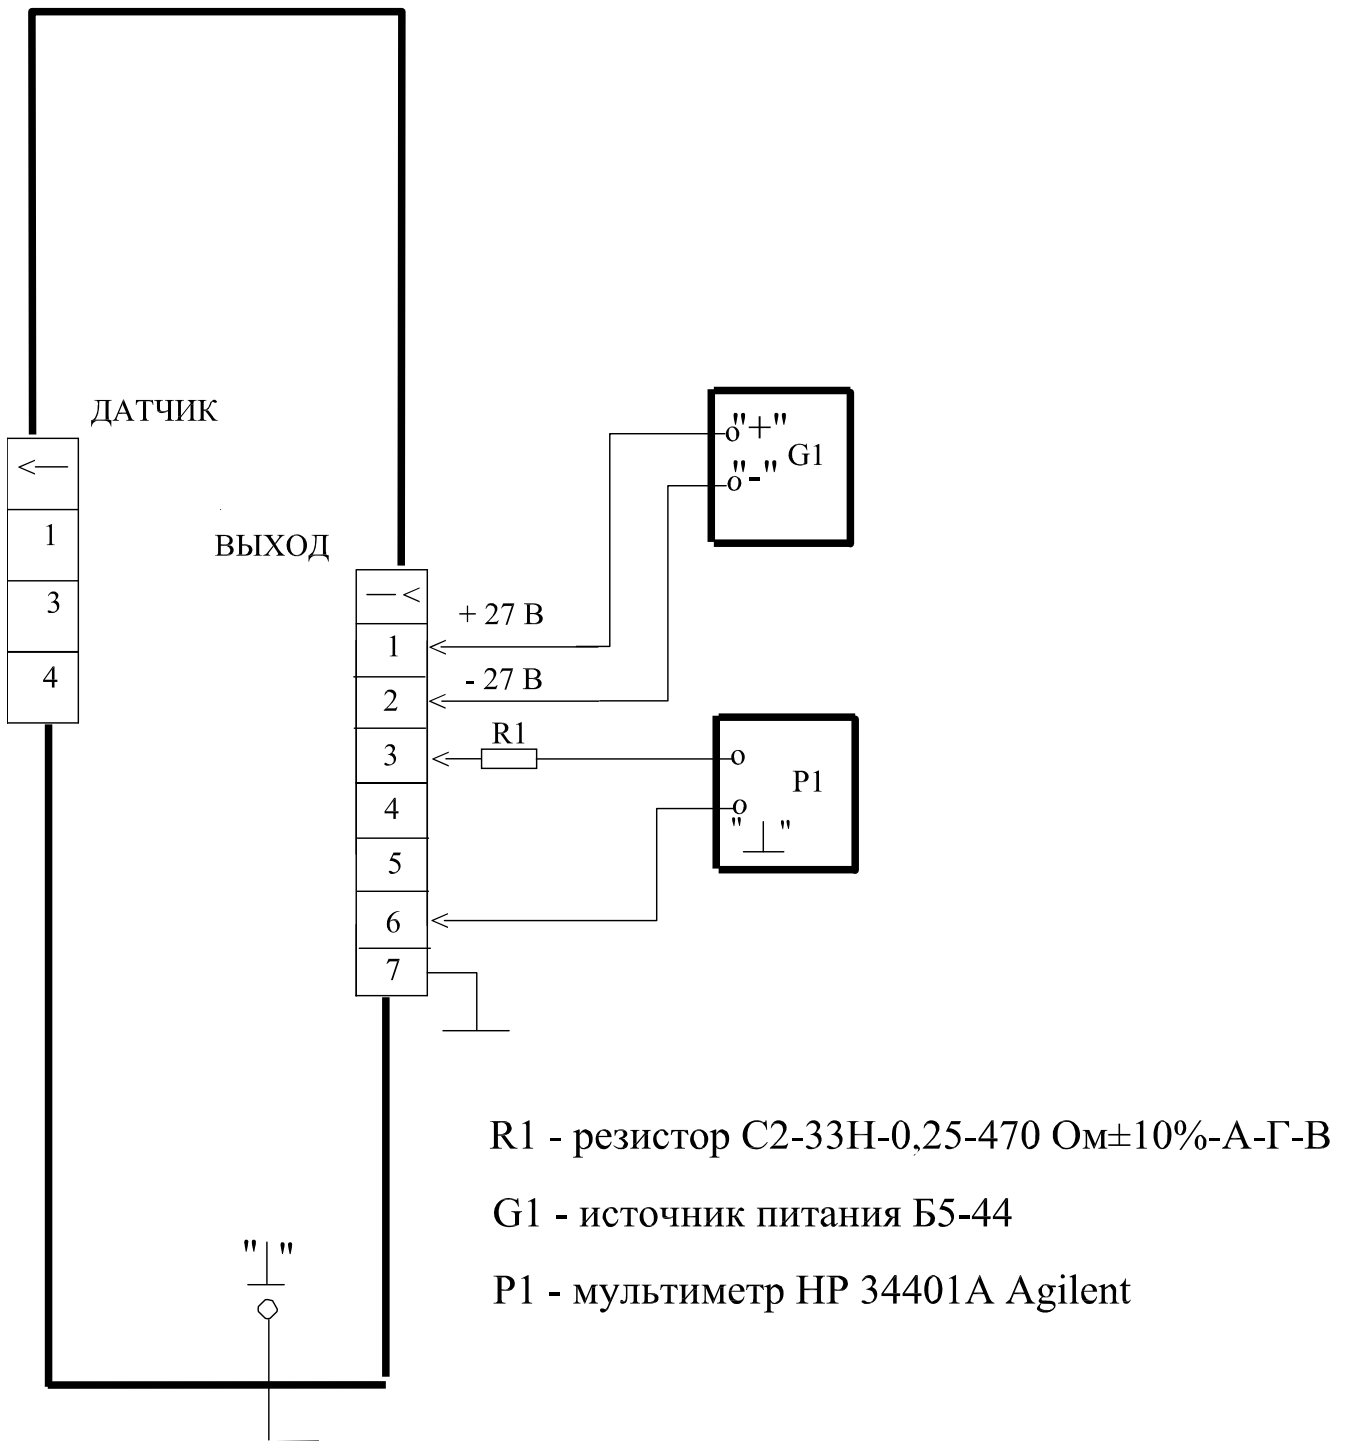 ДАТЧИК
1
3
4
ВЫХОД
1
2
3
4
5
6
7
+ 27 В
- 27 В
R1
"+"
"-"
G1
P1
"⊥"
"⊥"
R1 - резистор С2-33Н-0,25-470 Ом±10%-А-Г-В
G1 - источник питания Б5-44
P1 - мультиметр HP 34401A Agilent